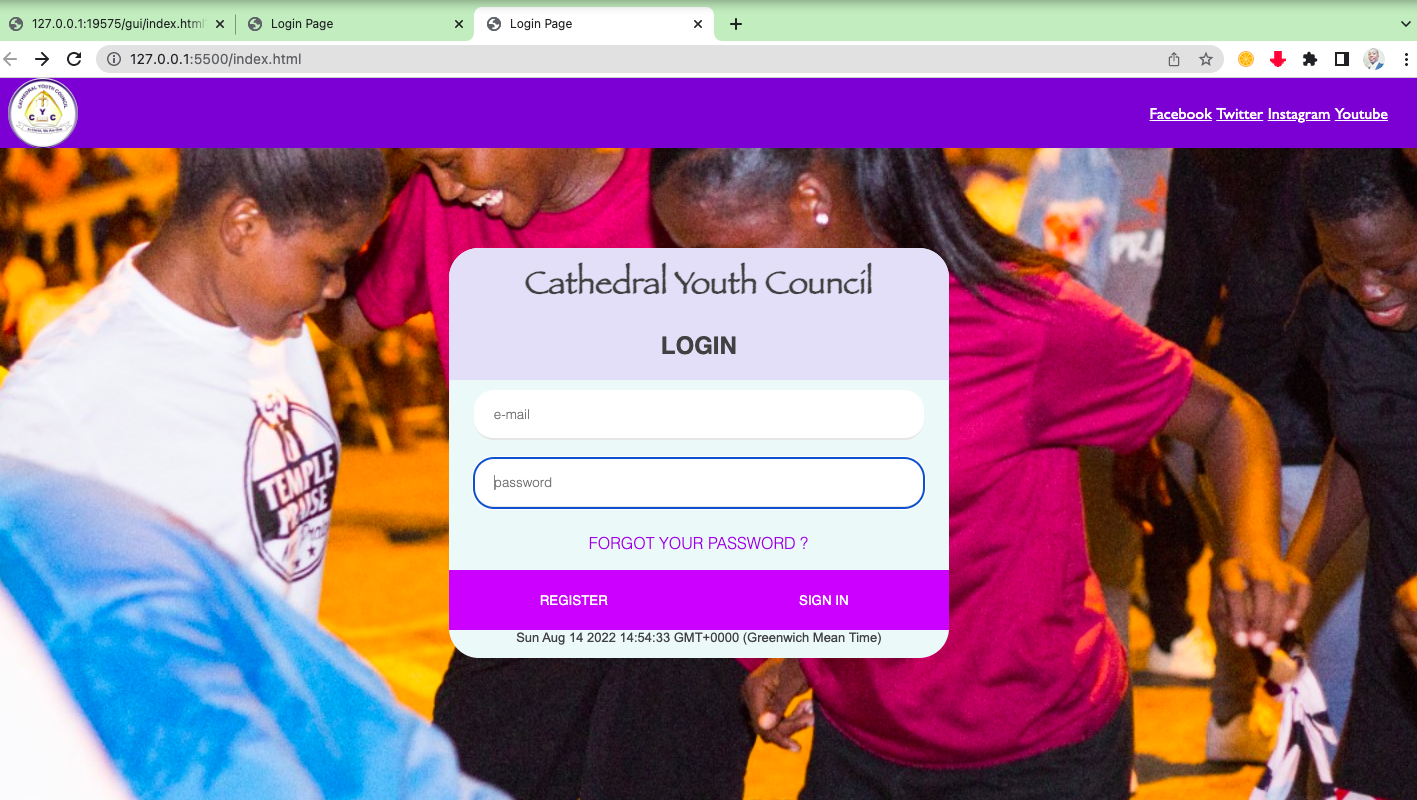 127.0.0.1:19575/gui/index.htm
Login Page
Login Page
127.0.0.1:5500/index.html
CATHEDRAL YOUTH COUNCIL
C Y C
Facebook Twitter Instagram Youtube
PRA
TEMPLE
PRAISE
Cathedral Youth Council
LOGIN
e-mail
password
FORGOT YOUR PASSWORD ?
REGISTER SIGN IN
Sun Aug 14 2022 14:54:33 GMT+0000 (Greenwich Mean Time)